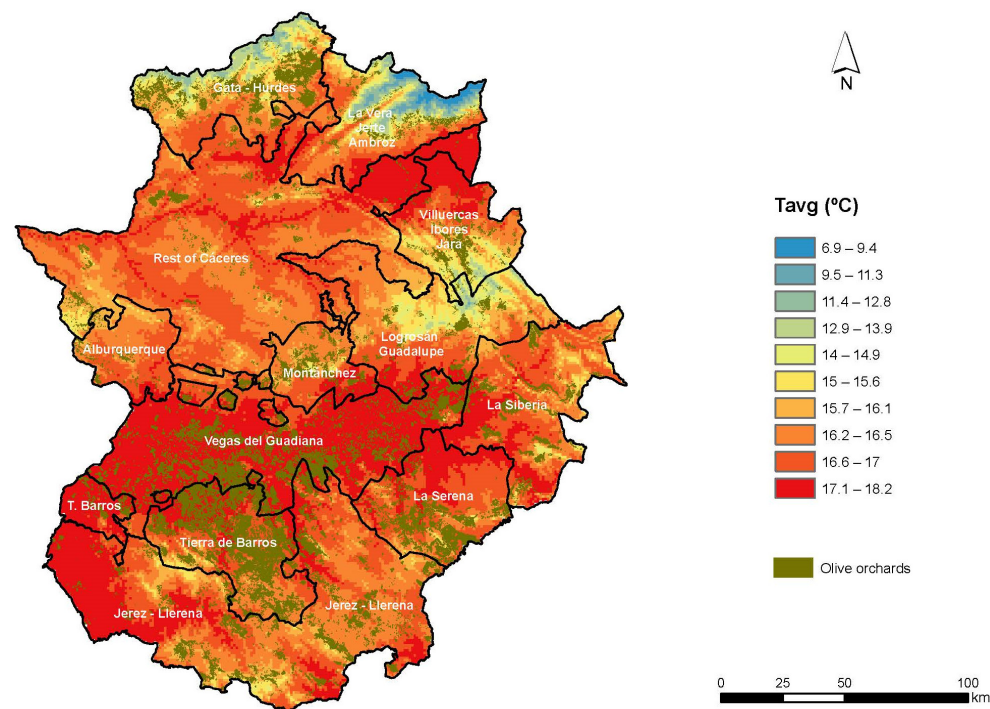 Gata - Hurdes
La Vera
Jerte
Ambroz
Villuercas
Ibores
Jara
Rest of Cáceres
Alburquerque
Logrosán
Guadalupe
Montánchez
La Siberia
Vegas del Guadiana
La Serena
T. Barros
Tierra de Barros
Jerez - Llerena
Jerez - Llerena
N
Tavg (ºC)
6.9 – 9.4
9.5 – 11.3
11.4 – 12.8
12.9 – 13.9
14 – 14.9
15 – 15.6
15.7 – 16.1
16.2 – 16.5
16.6 – 17
17.1 – 18.2
Olive orchards
0 25 50 100
km